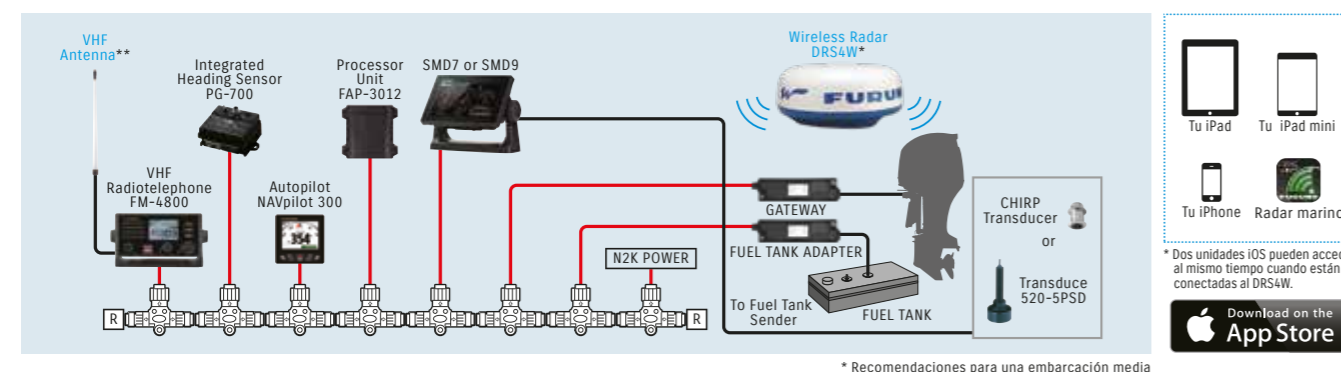 VHF
Antenna**
Integrated
Heading Sensor
PG-700
Processor
Unit
FAP-3012
SMD7 or SMD9
Wireless Radar
DRS4W*
VHF
Radiotelephone
FM-4800
Autopilot
NAVpilot 300
354
GATEWAY
FUEL TANK ADAPTER
N2K POWER
To Fuel Tank
Sender
FUEL TANK
CHIRP
Transducer
or
Transduce
520-5PSD
R
R
* Recomendaciones para una embarcación media
Tu iPad
Tu iPad mini
Tu iPhone
Radar marino
* Dos unidades iOS pueden acced
al mismo tiempo cuando están
conectadas al DRS4W.
Download on the
App Store